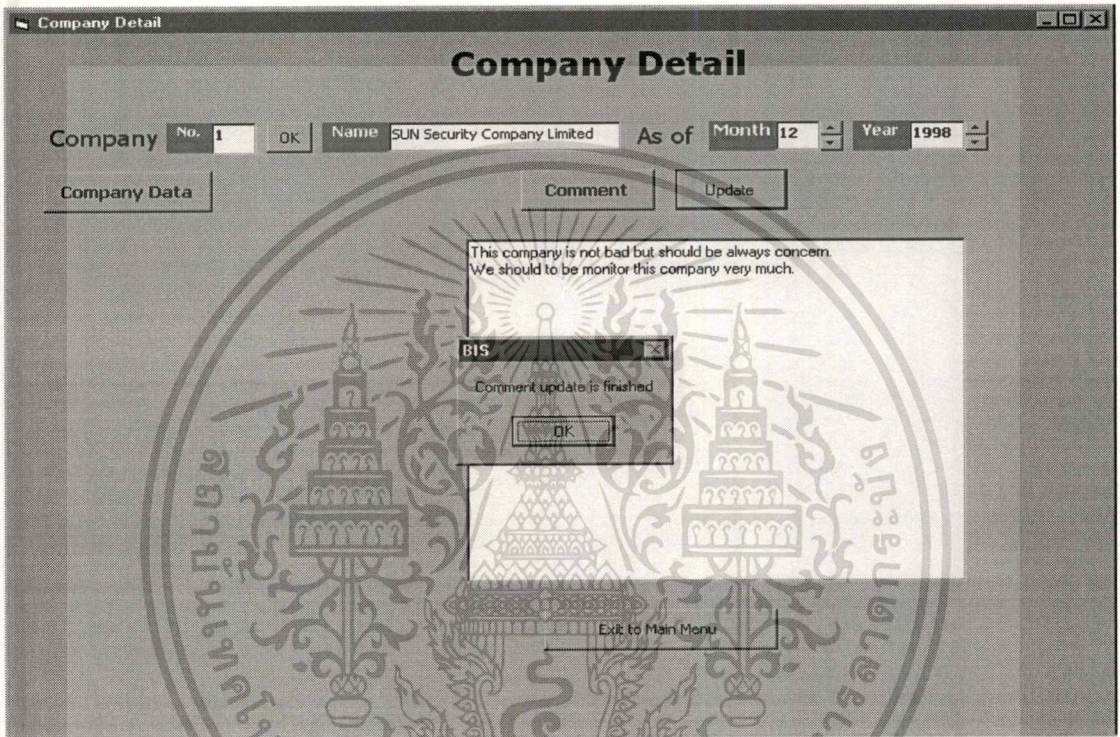 Company Detail
Company Detail
Company No. 1 OK Name SUN Security Company Limited As of Month 12 Year 1998
Company Data Comment Update
This company is not bad but should be always concern.
We should to be monitor this company very much.
BIS
Comment update is finished
OK
Exit to Main Menu